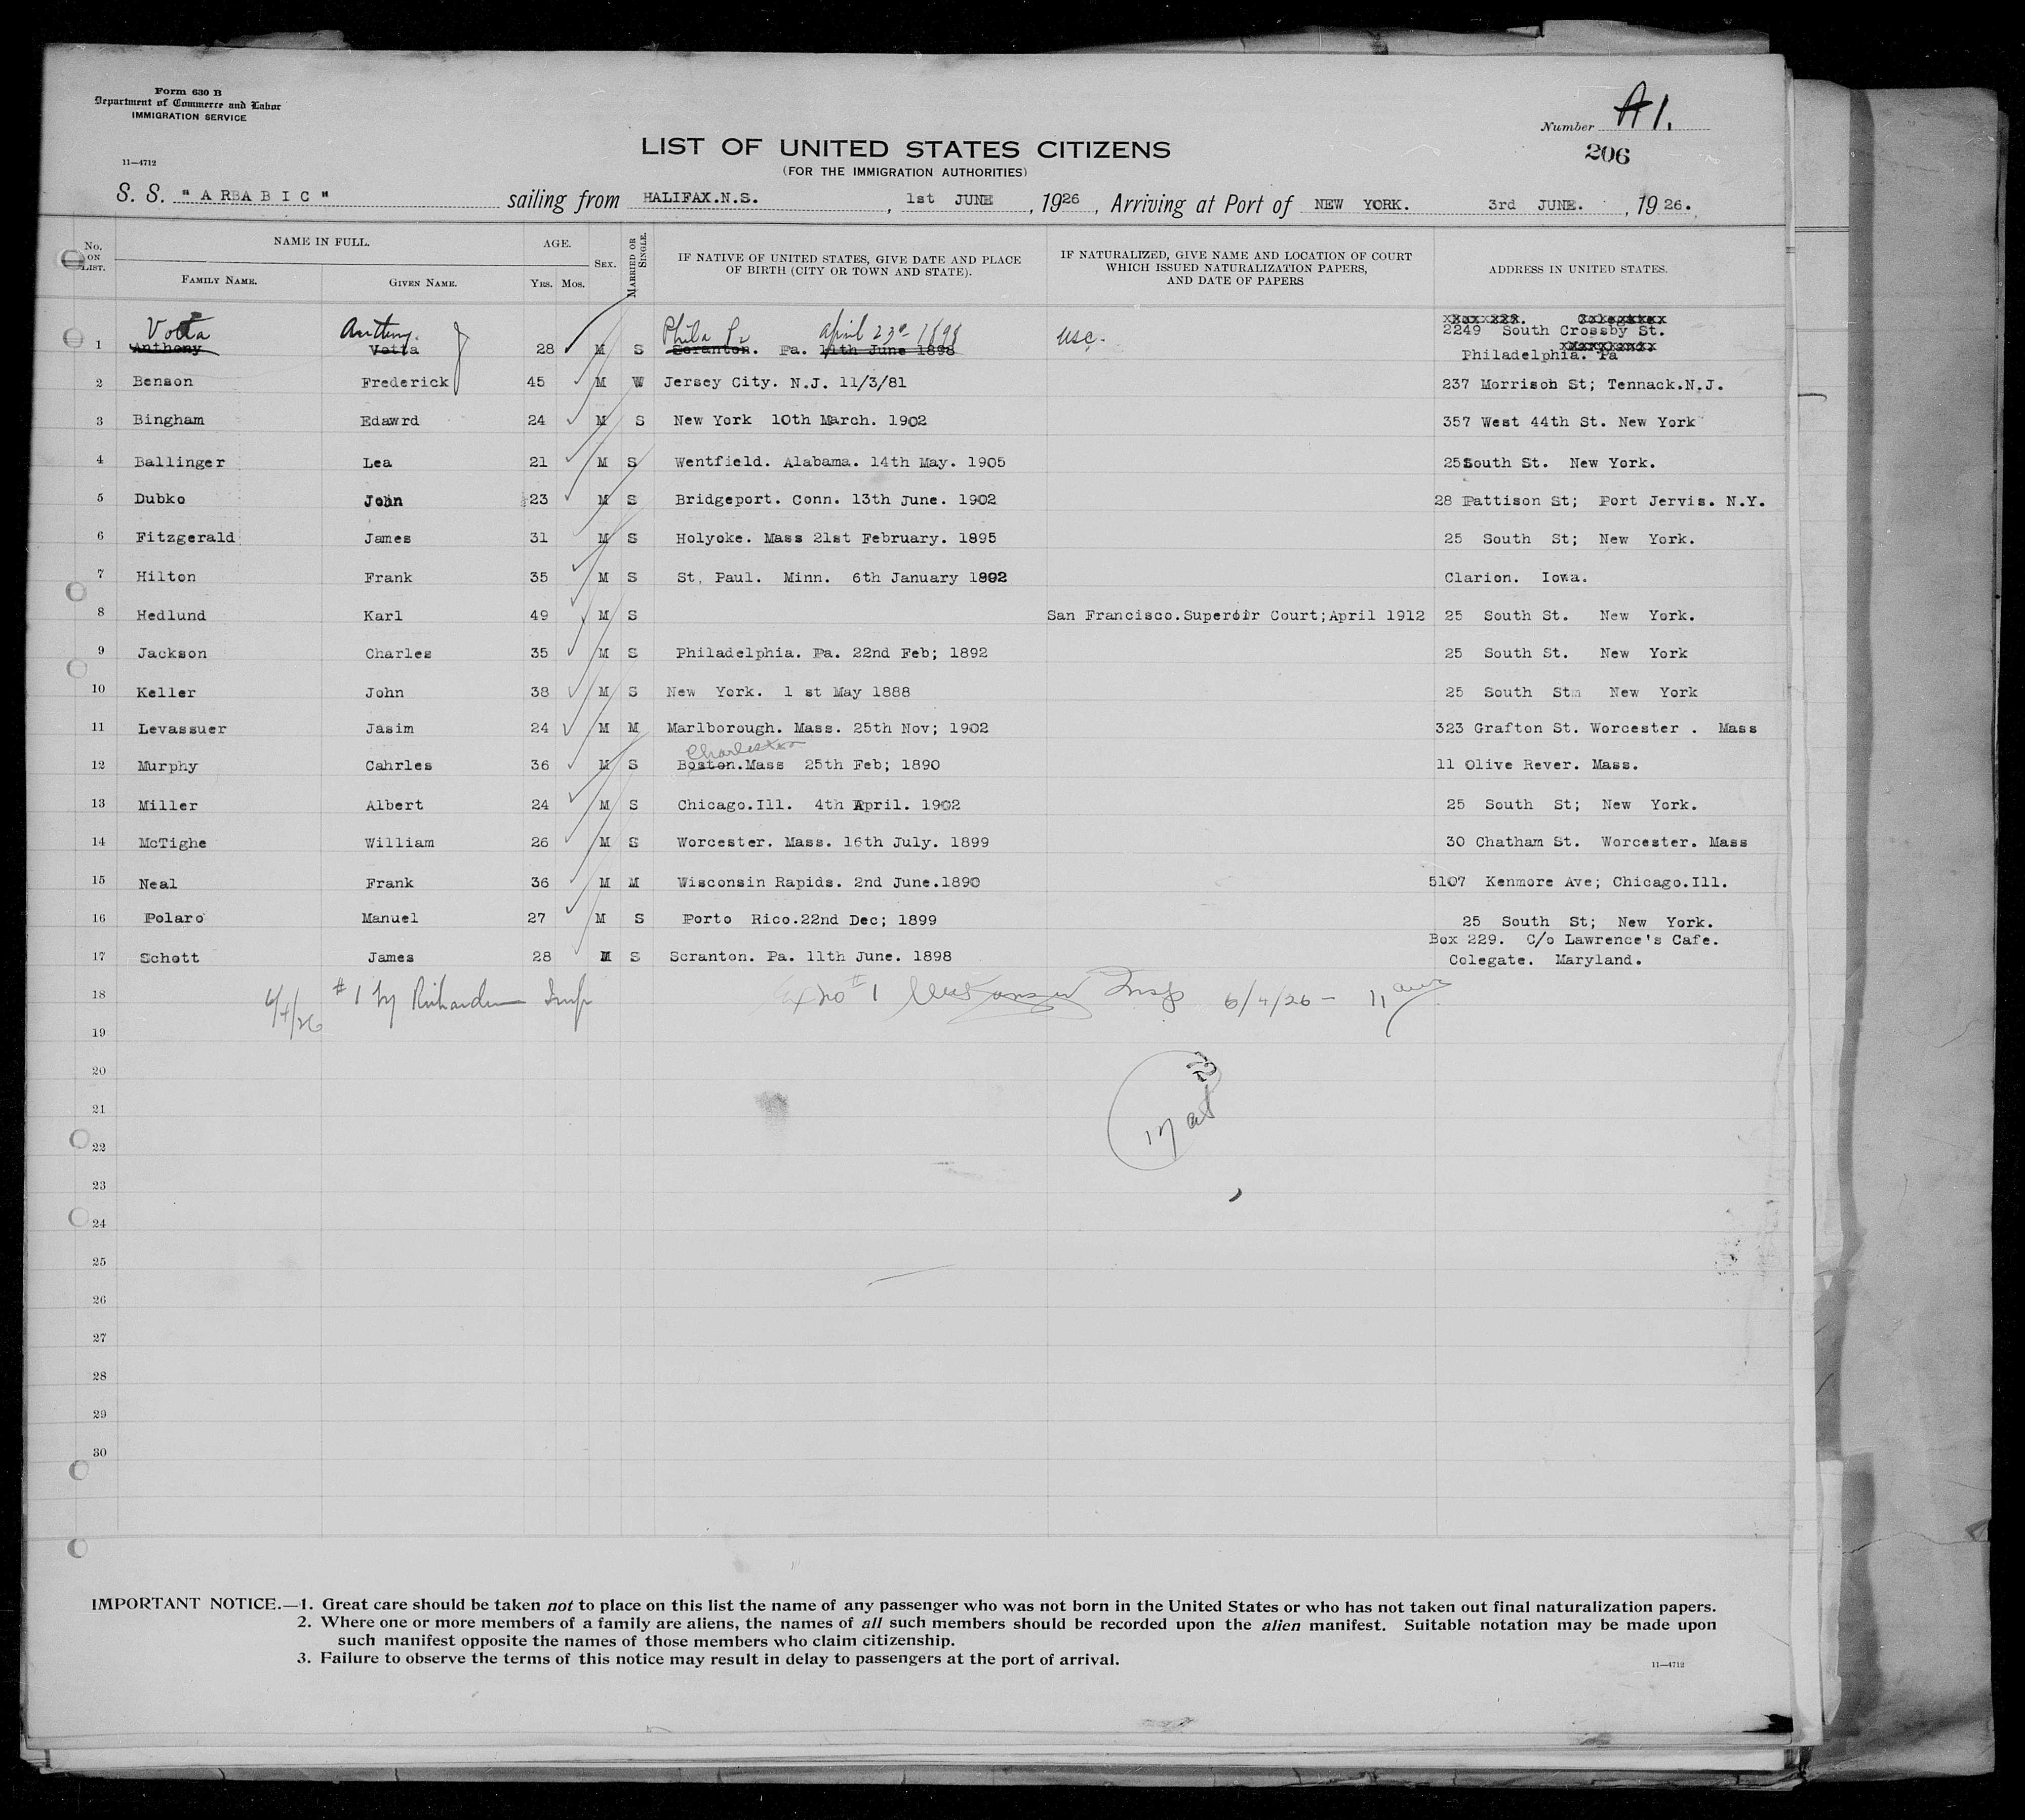 Form 630 B
Department of Commerce and Labor
IMMIGRATION SERVICE
11—4712
Number A1.
206
LIST OF UNITED STATES CITIZENS
(FOR THE IMMIGRATION AUTHORITIES)
S. S. "ARBABIC" sailing from HALIFAX.N.S. , 1st JUNE , 1926 , Arriving at Port of NEW YORK. 3rd JUNE. , 1926.
No. ON LIST. NAME IN FULL. AGE. SEX. MARRIED OR SINGLE. IF NATIVE OF UNITED STATES, GIVE DATE AND PLACE OF BIRTH (CITY OR TOWN AND STATE). IF NATURALIZED, GIVE NAME AND LOCATION OF COURT WHICH ISSUED NATURALIZATION PAPERS, AND DATE OF PAPERS ADDRESS IN UNITED STATES.
FAMILY NAME. GIVEN NAME. YRS. MOS.
Votta Anthony. Phila Pa April 23rd 1898 usc.
2249 South Crossby St.
1 Anthony Votta 28 M S Scranton. Pa. 11th June 1898 Philadelphia. Pa
2 Benson Frederick 45 M W Jersey City. N.J. 11/3/81 237 Morrison St; Tennack.N.J.
3 Bingham Edawrd 24 M S New York 10th March. 1902 357 West 44th St. New York
4 Ballinger Lea 21 M S Wentfield. Alabama. 14th May. 1905 25South St. New York.
5 Dubko John 23 M S Bridgeport. Conn. 13th June. 1902 28 Pattison St; Port Jervis. N.Y.
6 Fitzgerald James 31 M S Holyoke. Mass 21st February. 1895 25 South St; New York.
7 Hilton Frank 35 M S St. Paul. Minn. 6th January 1892 Clarion. Iowa.
8 Hedlund Karl 49 M S San Francisco.Superoir Court;April 1912 25 South St. New York.
9 Jackson Charles 35 M S Philadelphia. Pa. 22nd Feb; 1892 25 South St. New York
10 Keller John 38 M S New York. 1 st May 1888 25 South Stm New York
11 Levassuer Jasim 24 M M Marlborough. Mass. 25th Nov; 1902 323 Grafton St. Worcester . Mass
Charleston
12 Murphy Cahrles 36 M S Boston.Mass 25th Feb; 1890 11 Olive Rever. Mass.
13 Miller Albert 24 M S Chicago.Ill. 4th April. 1902 25 South St; New York.
14 McTighe William 26 M S Worcester. Mass. 16th July. 1899 30 Chatham St. Worcester. Mass
15 Neal Frank 36 M M Wisconsin Rapids. 2nd June.1890 5107 Kenmore Ave; Chicago.Ill.
16 Polaro Manuel 27 M S Porto Rico.22nd Dec; 1899 25 South St; New York.
Box 229. C/o Lawrence's Cafe.
17 Schott James 28 M S Scranton. Pa. 11th June. 1898 Colegate. Maryland.
18 6/4/26 #1 by Richardson Insp no #1 Insp 6/4/26 - 11
19
20
21
17
22
23
24
25
26
27
28
29
30
IMPORTANT NOTICE.—1. Great care should be taken not to place on this list the name of any passenger who was not born in the United States or who has not taken out final naturalization papers.
2. Where one or more members of a family are aliens, the names of all such members should be recorded upon the alien manifest. Suitable notation may be made upon
such manifest opposite the names of those members who claim citizenship.
3. Failure to observe the terms of this notice may result in delay to passengers at the port of arrival.
11—4712